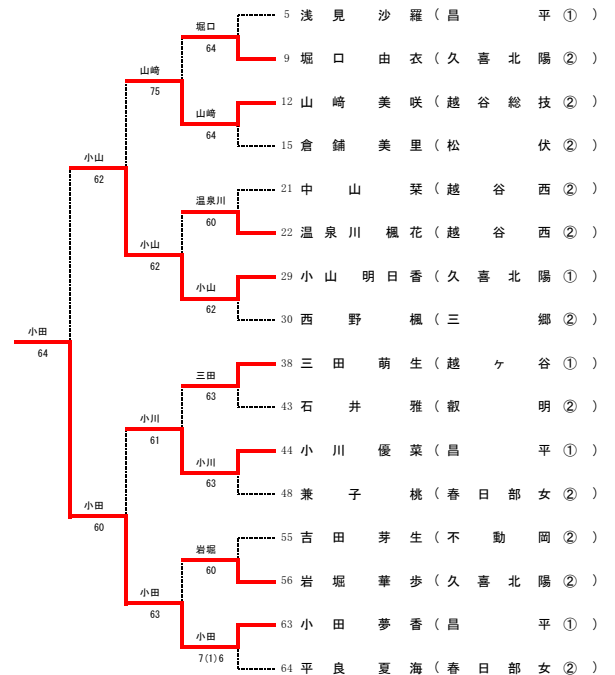 5 浅見沙羅(昌平①)
堀口
64
9 堀口由衣(久喜北陽②)
山﨑
75
12 山﨑美咲(越谷総技②)
山﨑
64
15 倉鋪美里(松伏②)
小山
62
21 中山栞(越谷西②)
温泉川
60
22 温泉川楓花(越谷西②)
小山
62
29 小山明日香(久喜北陽①)
小山
62
30 西野楓(三郷②)
小田
64
38 三田萌生(越ヶ谷①)
三田
63
43 石井雅(叡明②)
小川
61
44 小川優菜(昌平①)
小川
63
48 兼子桃(春日部女②)
小田
60
55 吉田芽生(不動岡②)
岩堀
60
56 岩堀華歩(久喜北陽②)
小田
63
63 小田夢香(昌平①)
小田
7(1)6
64 平良夏海(春日部女②)